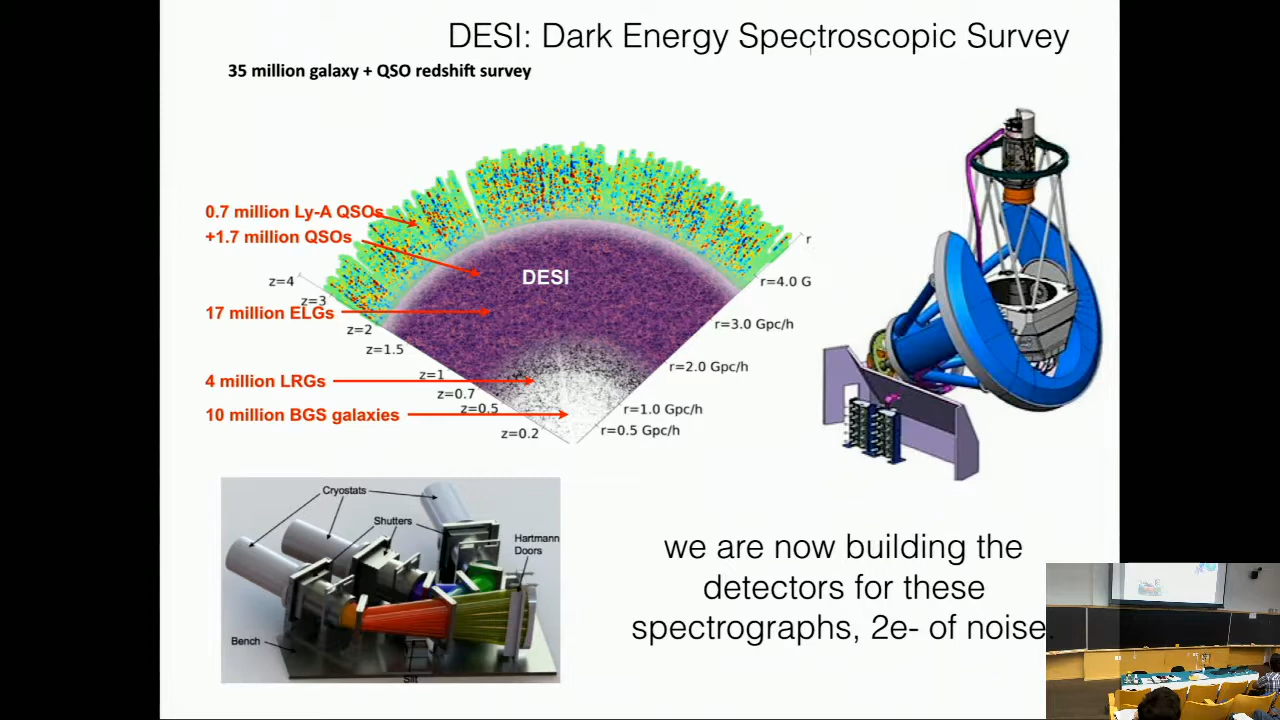 DESI: Dark Energy Spectroscopic Survey
35 million galaxy + QSO redshift survey
0.7 million Ly-A QSOs
+1.7 million QSOs
17 million ELGs
4 million LRGs
10 million BGS galaxies
DESI
z=4
z=3
z=2
z=1.5
z=1
z=0.7
z=0.5
z=0.2
r
r=4.0 G
r=3.0 Gpc/h
r=2.0 Gpc/h
r=1.0 Gpc/h
r=0.5 Gpc/h
Cryostats
Shutters
Hartmann
Doors
Bench
Slit
we are now building the
detectors for these
spectrographs, 2e- of noise.